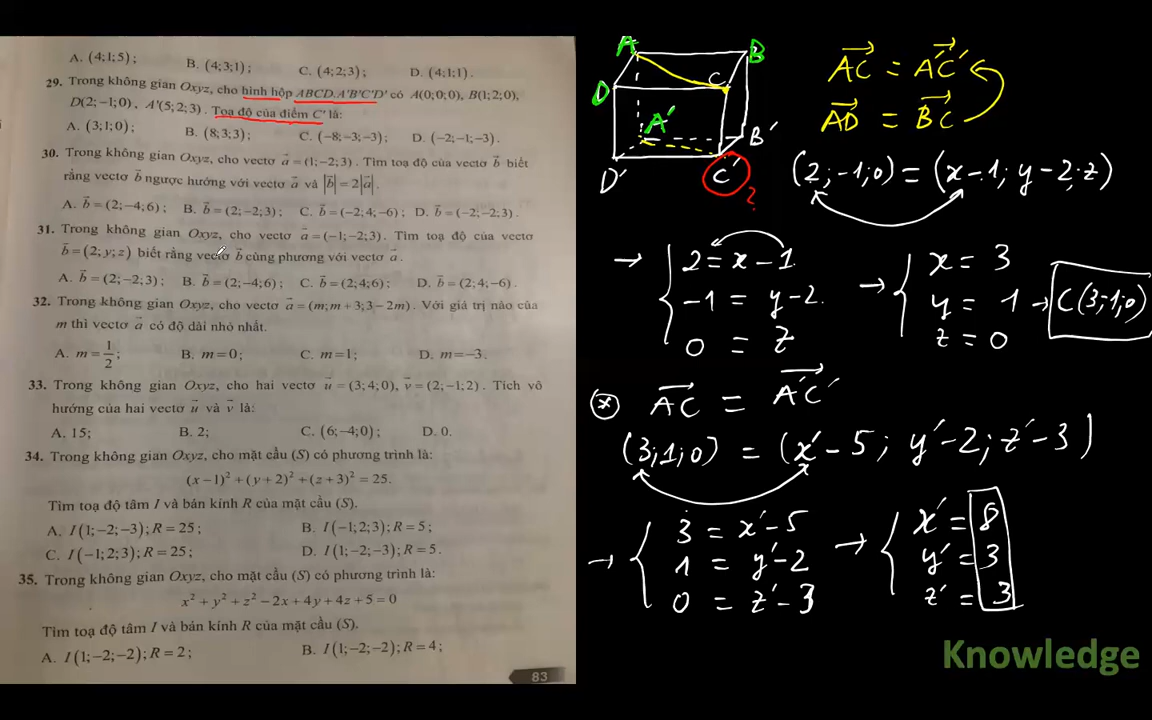 A. (4;1;5);
B. (4;3;1);
C. (4;2;3);
D. (4;1;1).
29. Trong không gian Oxyz, cho hình hộp ABCD.A'B'C'D' có A(0;0;0), B(1;2;0),
D(2;−1;0), A'(5;2;3). Toạ độ của điểm C' là:
A. (3;1;0);
B. (8;3;3);
C. (−8;−3;−3);
D. (−2;−1;−3).
30. Trong không gian Oxyz, cho vectơ a⃗=(1;−2;3). Tìm toạ độ của vectơ b⃗ biết
rằng vectơ b⃗ ngược hướng với vectơ a⃗ và |b⃗|=2|a⃗|.
A. b⃗=(2;−4;6);
B. b⃗=(2;−2;3);
C. b⃗=(−2;4;−6);
D. b⃗=(−2;−2;3).
31. Trong không gian Oxyz, cho vectơ a⃗=(−1;−2;3). Tìm toạ độ của vectơ
b⃗=(2;y;z) biết rằng vectơ b⃗ cùng phương với vectơ a⃗.
A. b⃗=(2;−2;3);
B. b⃗=(2;−4;6);
C. b⃗=(2;4;6);
D. b⃗=(2;4;−6).
32. Trong không gian Oxyz, cho vectơ a⃗=(m;m+3;3−2m). Với giá trị nào của
m thì vectơ a⃗ có độ dài nhỏ nhất.
A. m=1/2;
B. m=0;
C. m=1;
D. m=−3.
33. Trong không gian Oxyz, cho hai vectơ u⃗=(3;4;0), v⃗=(2;−1;2). Tích vô
hướng của hai vectơ u⃗ và v⃗ là:
A. 15;
B. 2;
C. (6;−4;0);
D. 0.
34. Trong không gian Oxyz, cho mặt cầu (S) có phương trình là:
(x−1)²+(y+2)²+(z+3)²=25.
Tìm toạ độ tâm I và bán kính R của mặt cầu (S).
A. I(1;−2;−3);R=25;
B. I(−1;2;3);R=5;
C. I(−1;2;3);R=25;
D. I(1;−2;−3);R=5.
35. Trong không gian Oxyz, cho mặt cầu (S) có phương trình là:
x²+y²+z²−2x+4y+4z+5=0
Tìm toạ độ tâm I và bán kính R của mặt cầu (S).
A. I(1;−2;−2);R=2;
B. I(1;−2;−2);R=4;
83
A
B
D
C
A'
B'
D'
C'
?
AC⃗ = A'C'⃗
AD⃗ = BC⃗
(2;-1;0) = (x-1; y-2; z)
→ { 2 = x-1
-1 = y-2
0 = z
→ { x = 3
y = 1
z = 0
→ C(3;1;0)
(*) AC⃗ = A'C'⃗
(3;1;0) = (x'-5; y'-2; z'-3)
→ { 3 = x'-5
1 = y'-2
0 = z'-3
→ { x' = 8
y' = 3
z' = 3
Knowledge